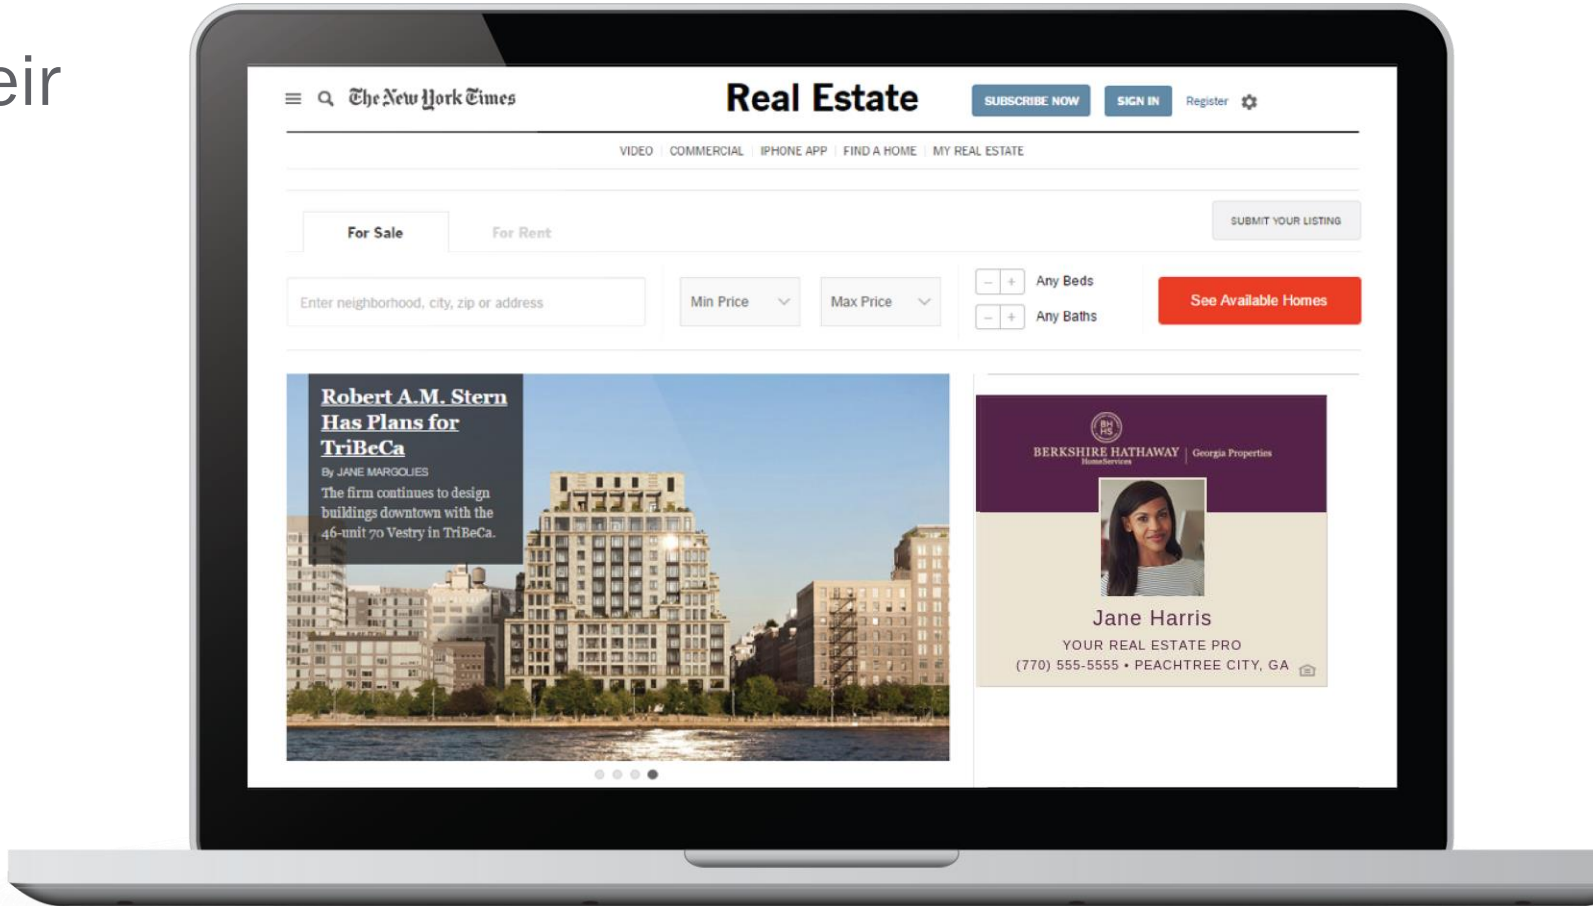 eir
The New York Times
Real Estate
SUBSCRIBE NOW
SIGN IN
Register
VIDEO | COMMERCIAL | IPHONE APP | FIND A HOME | MY REAL ESTATE
For Sale
For Rent
SUBMIT YOUR LISTING
Enter neighborhood, city, zip or address
Min Price
Max Price
− + Any Beds
− + Any Baths
See Available Homes
Robert A.M. Stern
Has Plans for
TriBeCa
By JANE MARGOLIES
The firm continues to design
buildings downtown with the
46-unit 70 Vestry in TriBeCa.
BH
HS
BERKSHIRE HATHAWAY | Georgia Properties
HomeServices
Jane Harris
YOUR REAL ESTATE PRO
(770) 555-5555 • PEACHTREE CITY, GA